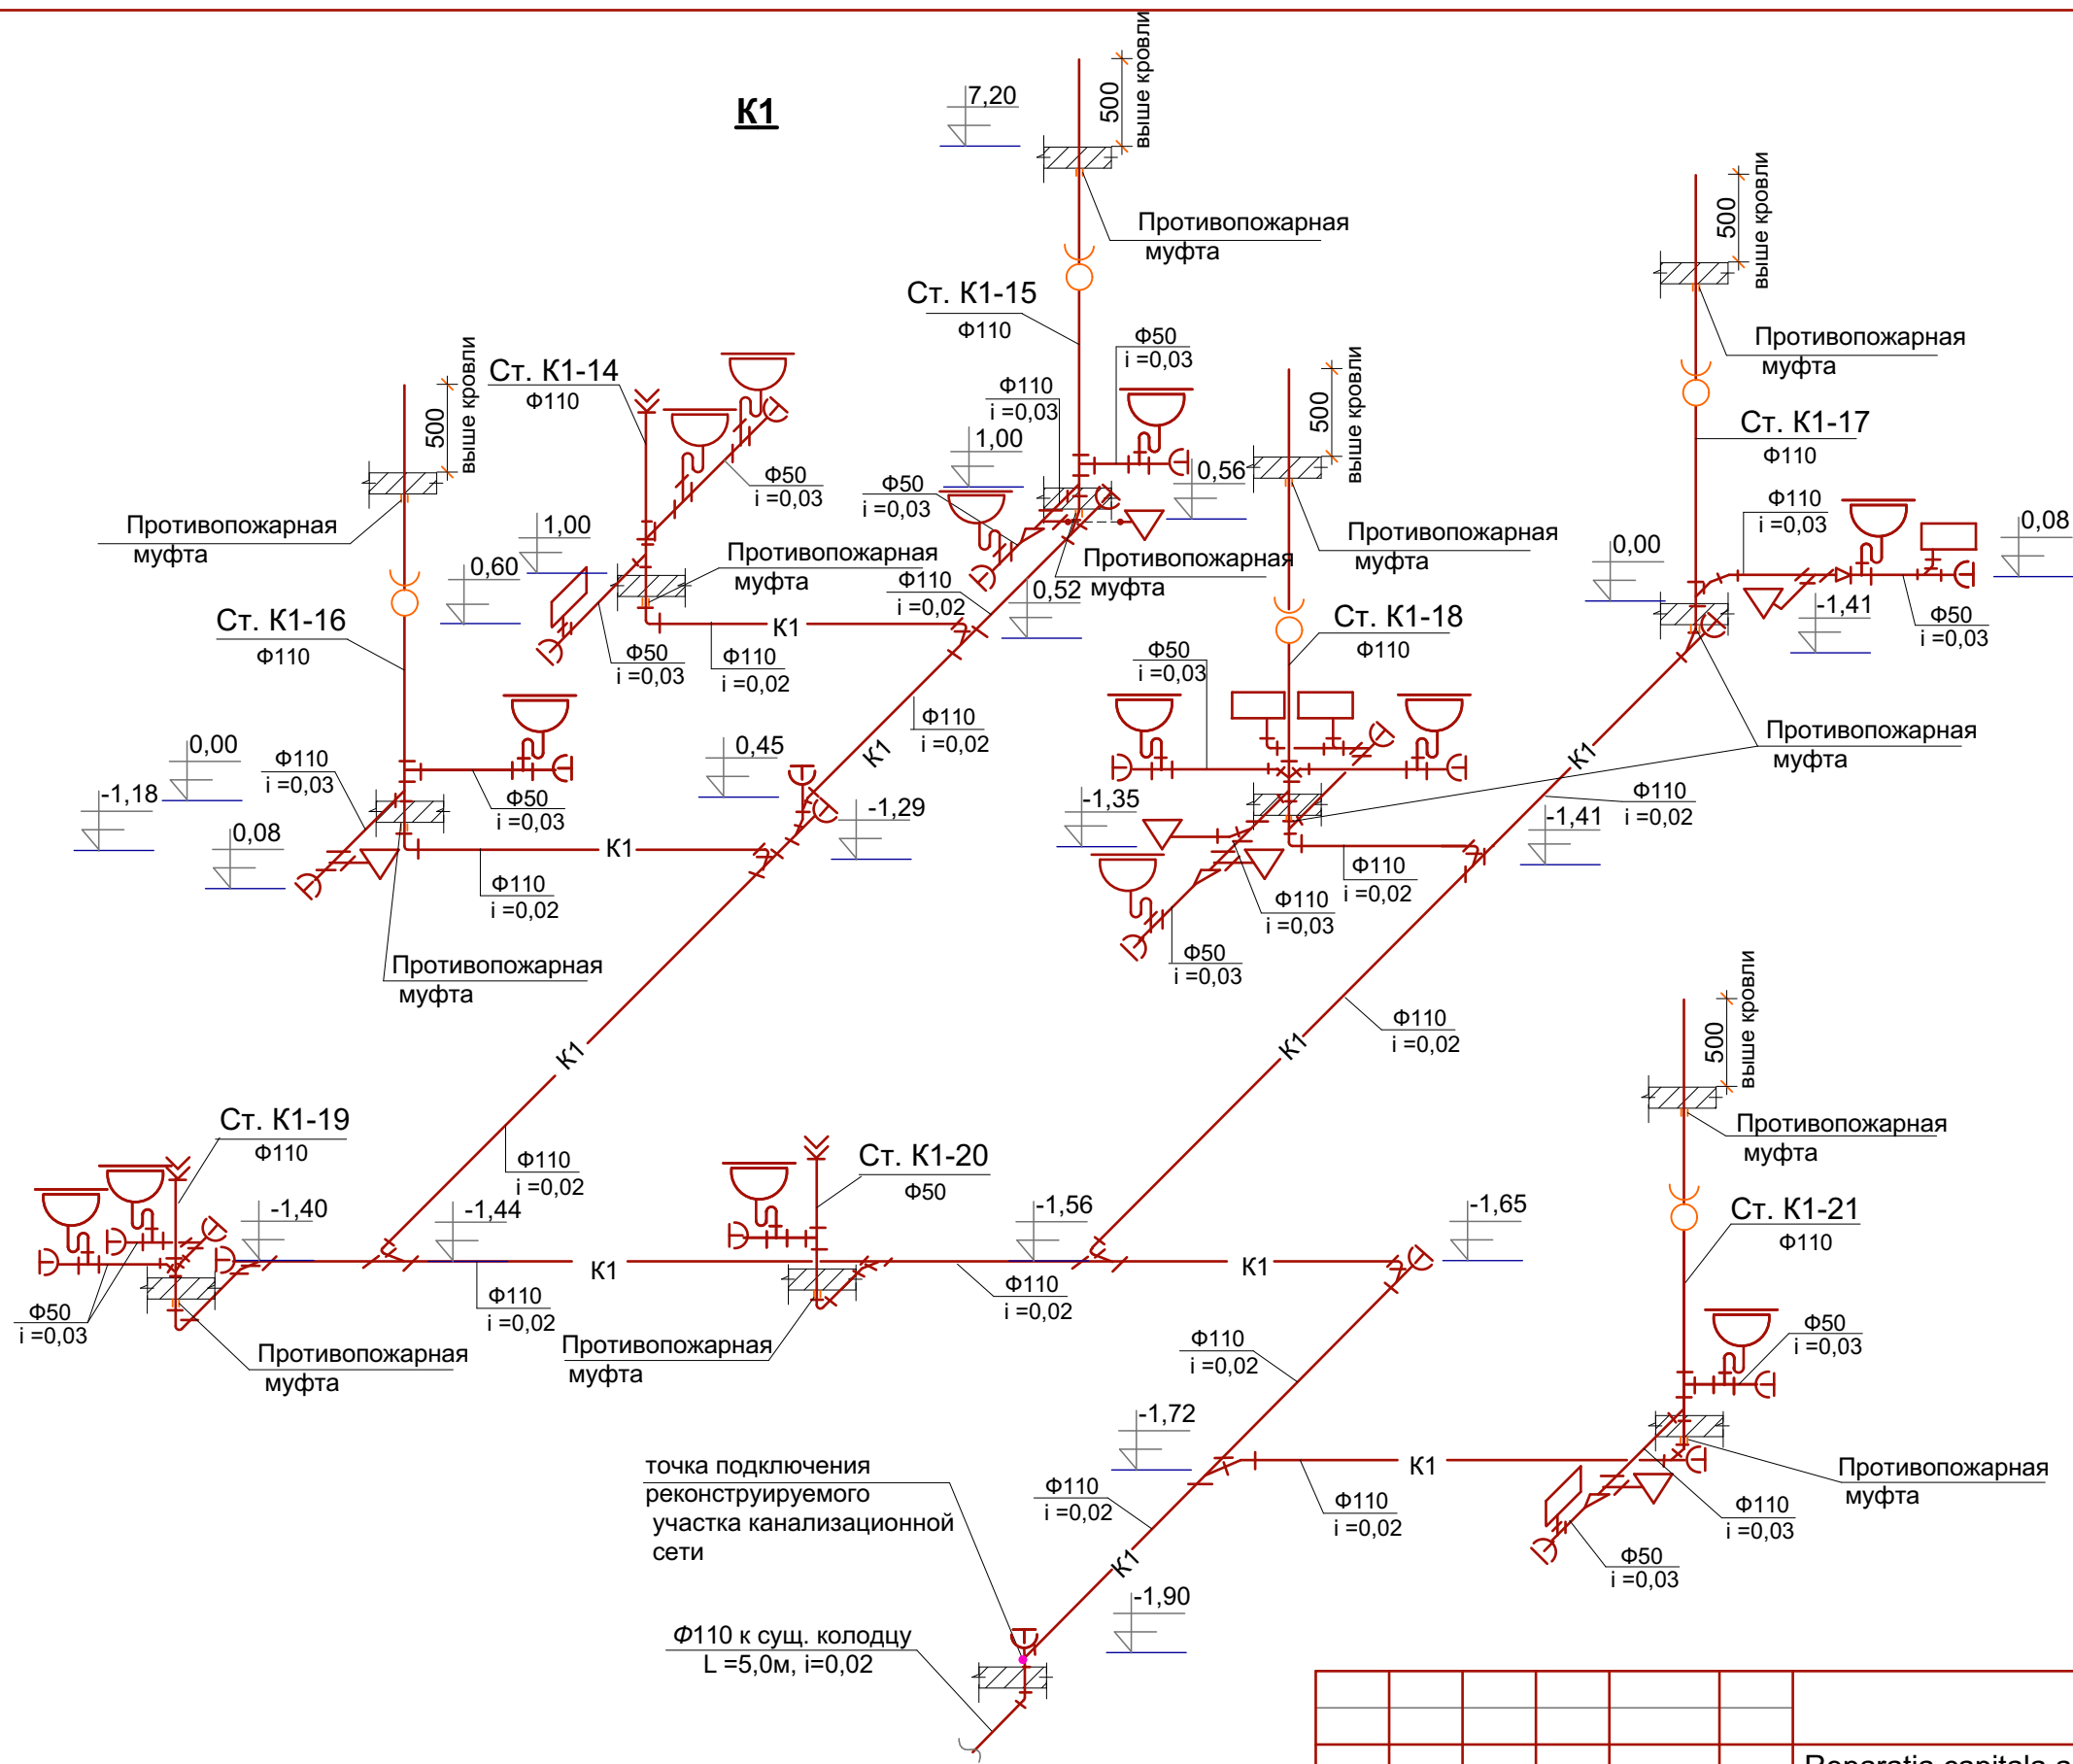 К1
7,20
500
выше кровли
Противопожарная
муфта
Ст. К1-15
Ф110
Ф50
i =0,03
Ф110
i =0,03
1,00
0,56
Ф50
i =0,03
Противопожарная
муфта
Ф110
i =0,02
0,52
500
выше кровли
Противопожарная
муфта
Ст. К1-17
Ф110
Ф110
i =0,03
0,00
0,08
-1,41
Ф50
i =0,03
Противопожарная
муфта
500
выше кровли
Противопожарная
муфта
Ст. К1-16
Ф110
Ст. К1-14
Ф110
Ф50
i =0,03
1,00
0,60
Противопожарная
муфта
Ф50
i =0,03
К1
Ф110
i =0,02
500
выше кровли
Противопожарная
муфта
Ст. К1-18
Ф110
Ф50
i =0,03
Ф110
i =0,02
К1
0,45
-1,29
0,00
-1,18
0,08
Ф110
i =0,03
Ф50
i =0,03
К1
Ф110
i =0,02
Противопожарная
муфта
-1,35
Ф110
i =0,03
Ф110
i =0,02
Ф50
i =0,03
К1
Ф110
i =0,02
-1,41
К1
Ф110
i =0,02
К1
Ф110
i =0,02
Ст. К1-19
Ф110
-1,40
-1,44
Ф50
i =0,03
Противопожарная
муфта
К1
Ф110
i =0,02
Ст. К1-20
Ф50
Противопожарная
муфта
-1,56
Ф110
i =0,02
К1
-1,65
500
выше кровли
Противопожарная
муфта
Ст. К1-21
Ф110
Ф50
i =0,03
Ф110
i =0,02
-1,72
К1
Ф110
i =0,02
Противопожарная
муфта
Ф110
i =0,03
Ф50
i =0,03
Ф110
i =0,02
К1
-1,90
точка подключения
реконструируемого
участка канализационной
сети
Ф110 к сущ. колодцу
L =5,0м, i=0,02